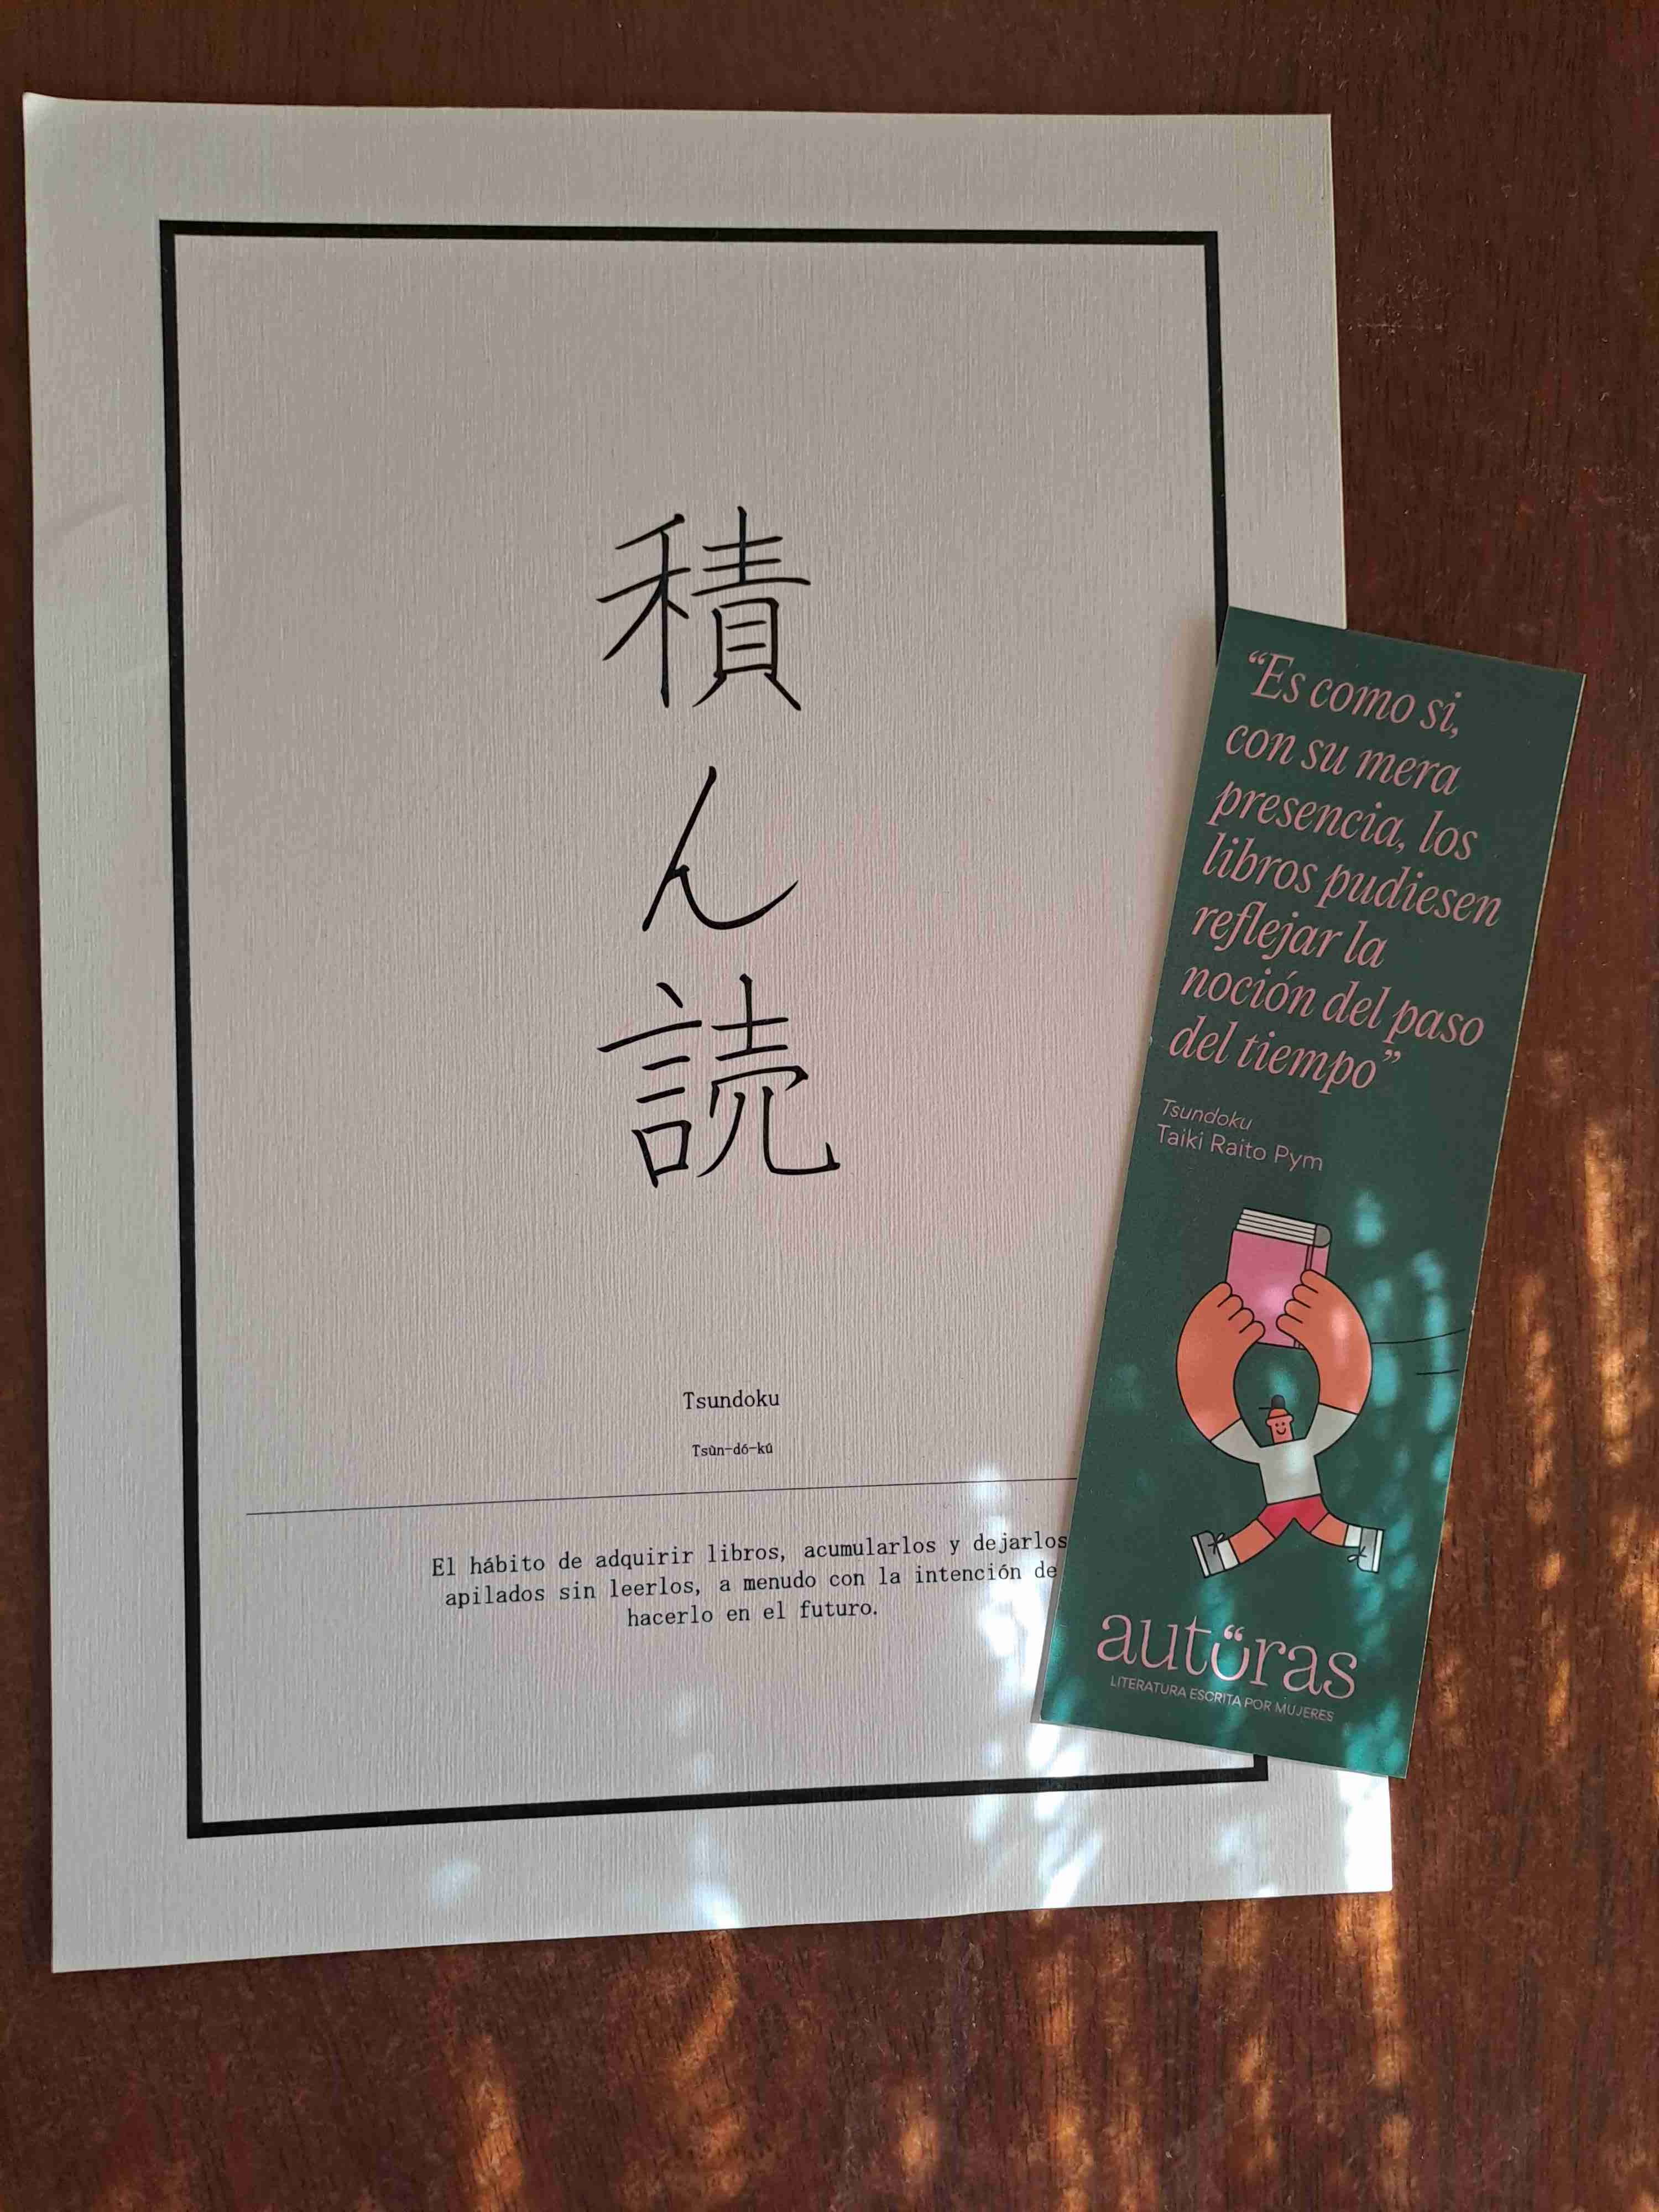 積ん読
Tsundoku
Tsùn-dó-kú
El hábito de adquirir libros, acumularlos y dejarlos
apilados sin leerlos, a menudo con la intención de
hacerlo en el futuro.
“Es como si,
con su mera
presencia, los
libros pudiesen
reflejar la
noción del paso
del tiempo”
Tsundoku
Taiki Raito Pym
autoras
LITERATURA ESCRITA POR MUJERES